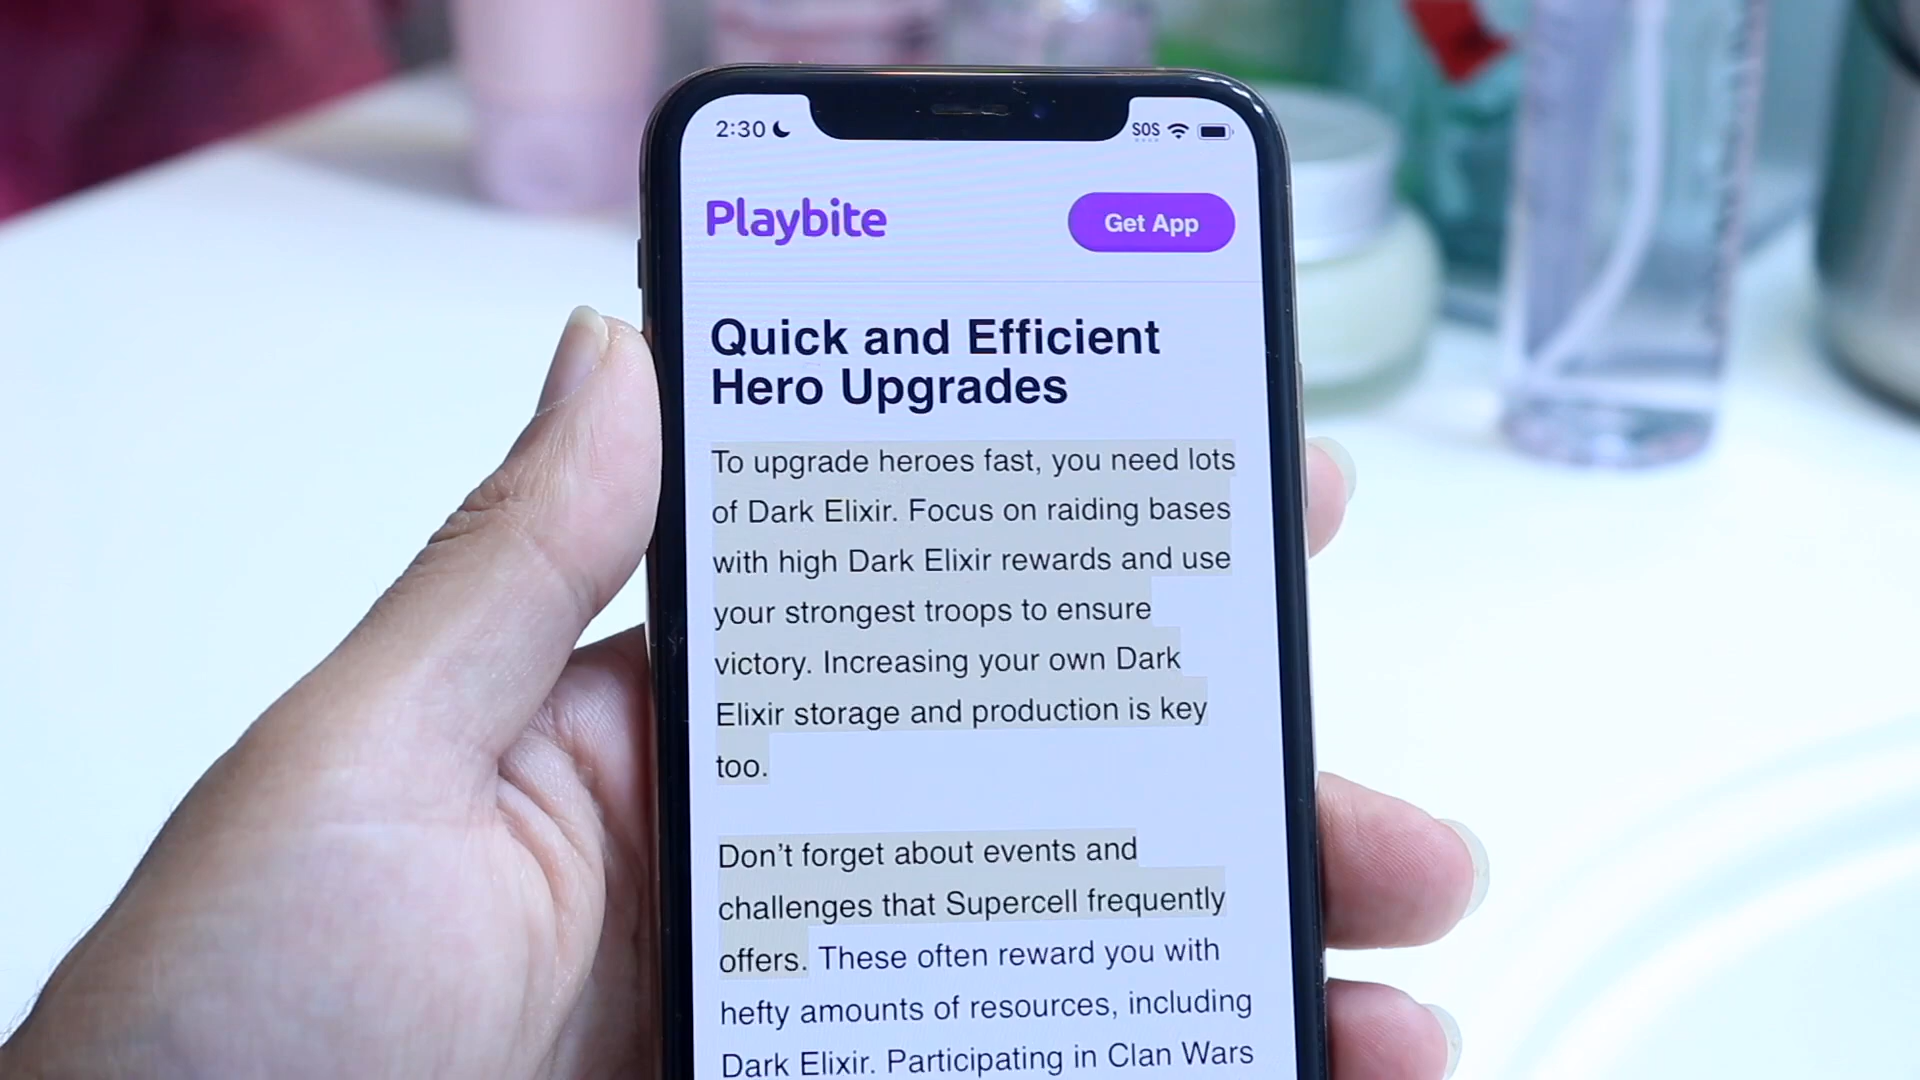 2:30
SOS
Playbite
Get App
Quick and Efficient
Hero Upgrades
To upgrade heroes fast, you need lots
of Dark Elixir. Focus on raiding bases
with high Dark Elixir rewards and use
your strongest troops to ensure
victory. Increasing your own Dark
Elixir storage and production is key
too.
Don’t forget about events and
challenges that Supercell frequently
offers. These often reward you with
hefty amounts of resources, including
Dark Elixir. Participating in Clan Wars